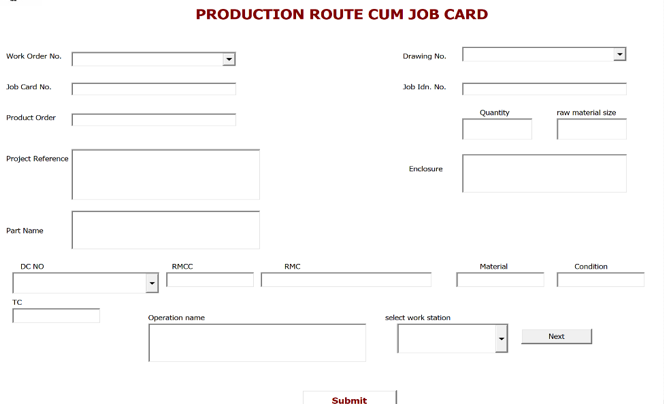 PRODUCTION ROUTE CUM JOB CARD
Work Order No.
Drawing No.
Job Card No.
Job Idn. No.
Quantity
raw material size
Product Order
Project Reference
Enclosure
Part Name
DC NO
RMCC
RMC
Material
Condition
TC
Operation name
select work station
Next
Submit